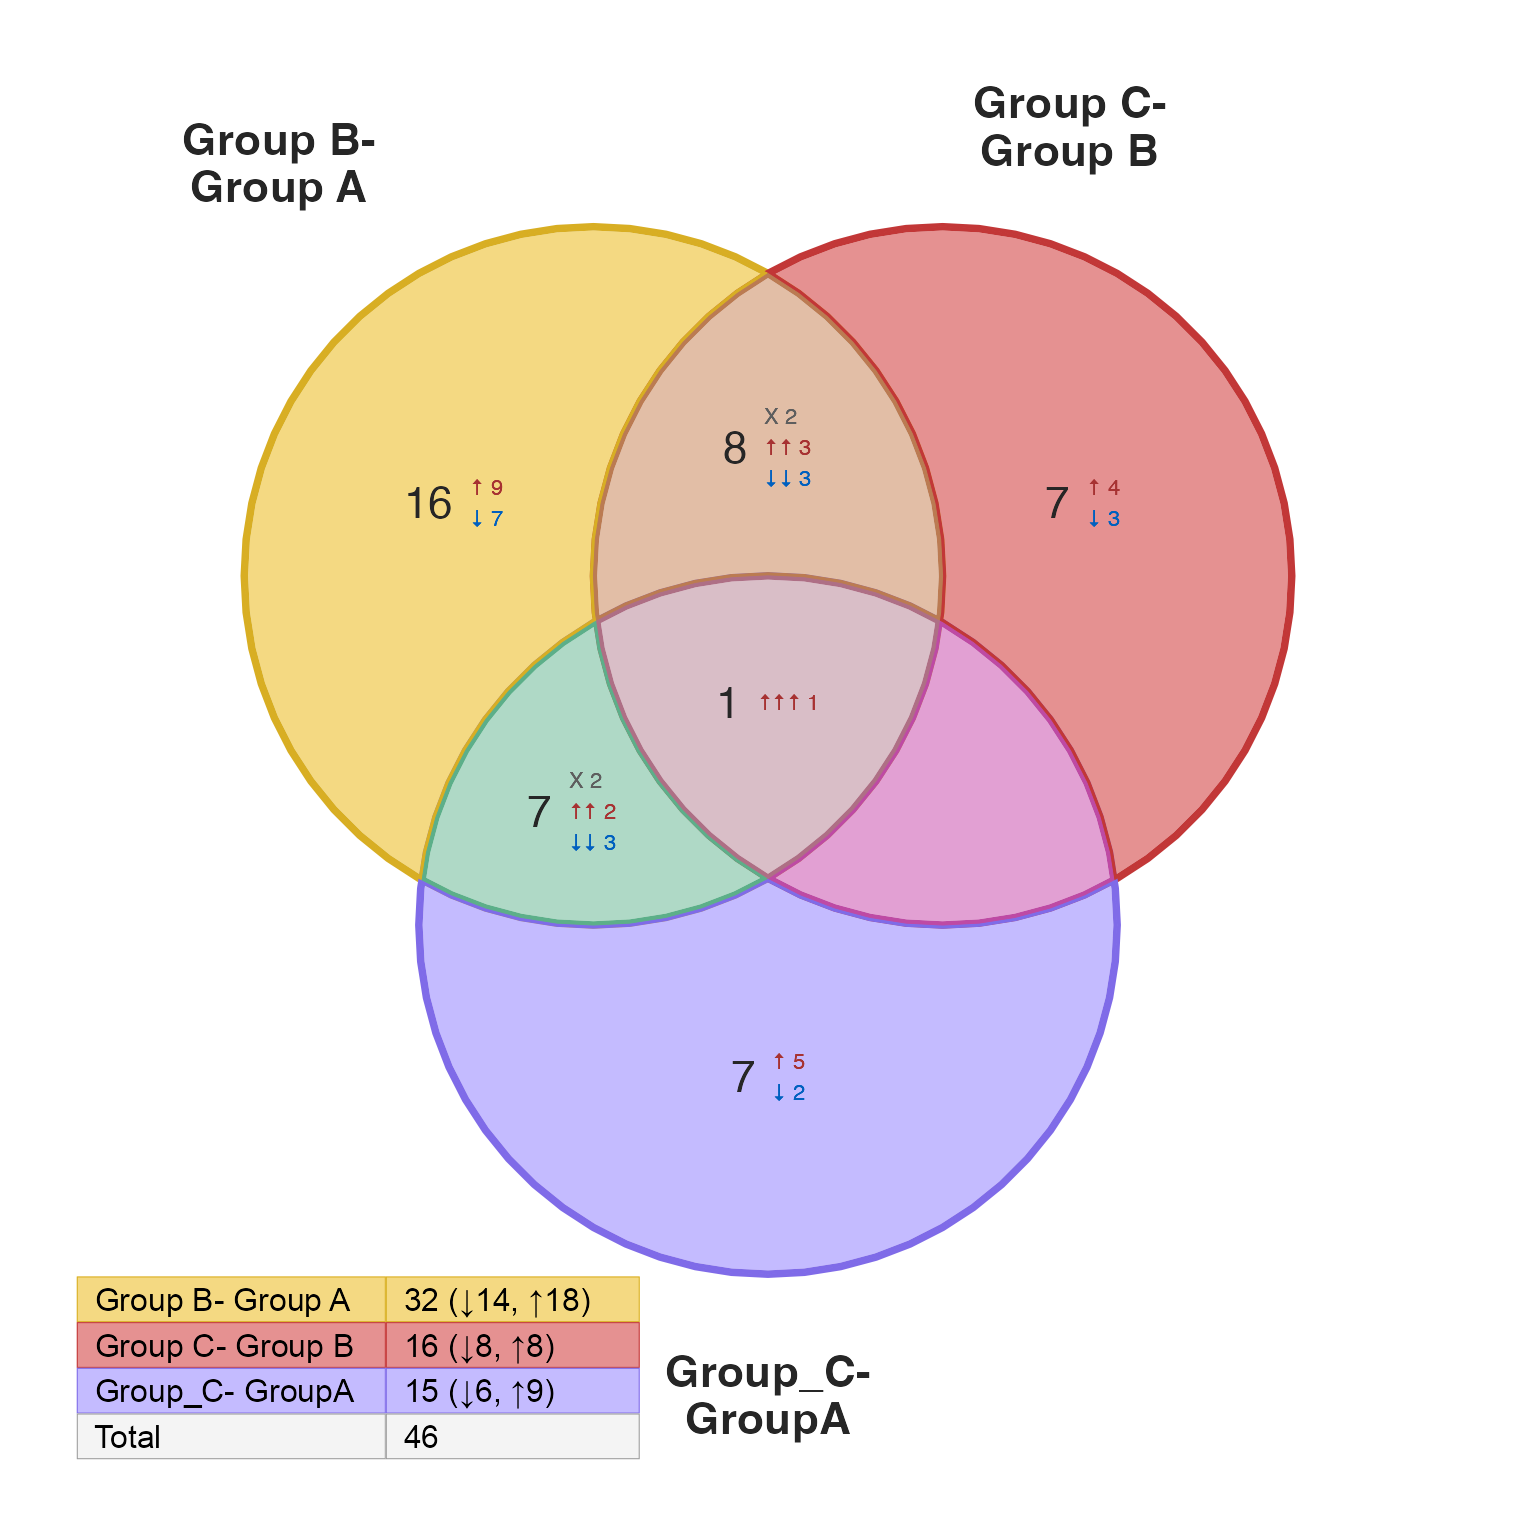 Group B-
Group A
Group C-
Group B
16 ↑ 9
↓ 7
8 X 2
↑↑ 3
↓↓ 3
7 ↑ 4
↓ 3
1 ↑↑↑ 1
7 X 2
↑↑ 2
↓↓ 3
7 ↑ 5
↓ 2
Group B- Group A 32 (↓14, ↑18)
Group C- Group B 16 (↓8, ↑8)
Group_C- GroupA 15 (↓6, ↑9)
Total 46
Group_C-
GroupA